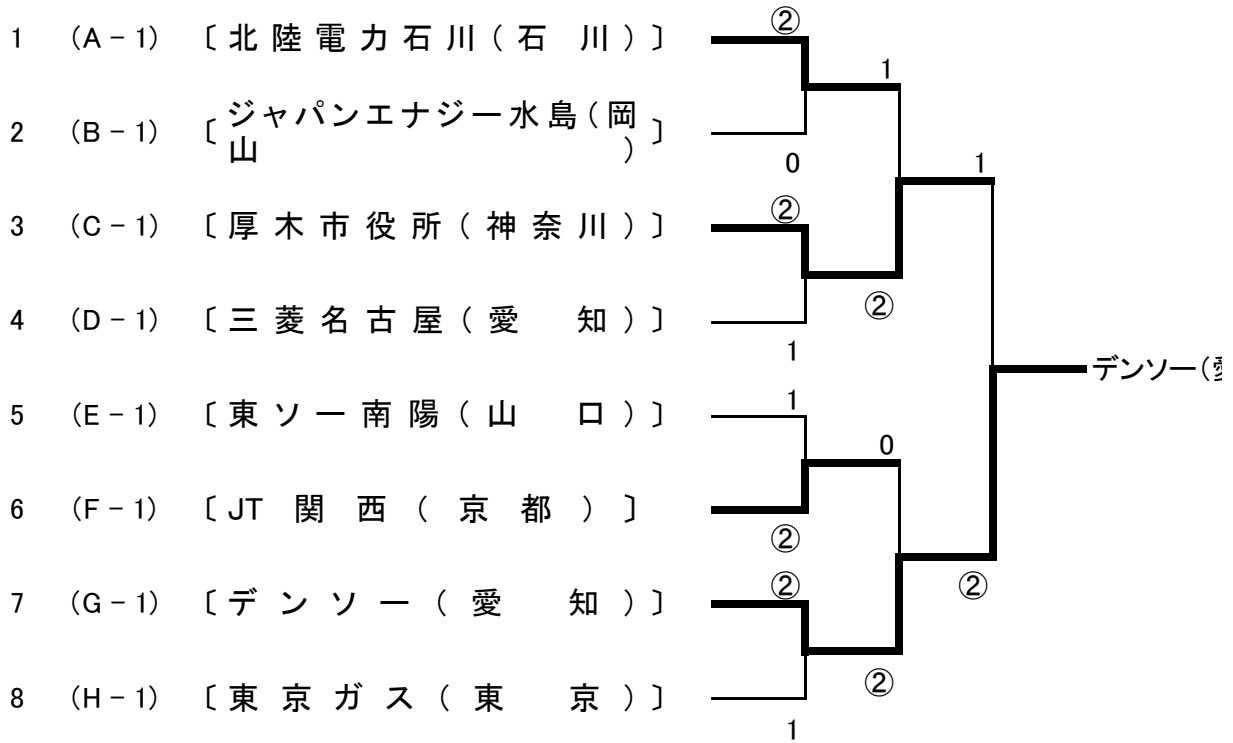 ②
1 (A－1) 〔北陸電力石川(石 川)〕
1
2 (B－1) 〔ジャパンエナジー水島(岡
山 )〕
0
1
②
3 (C－1) 〔厚木市役所(神奈川)〕
②
4 (D－1) 〔三菱名古屋(愛 知)〕
1
デンソー(
1
5 (E－1) 〔東ソー南陽(山 口)〕
0
6 (F－1) 〔JT関西(京都)〕
②
②
②
7 (G－1) 〔デンソー(愛 知)〕
②
8 (H－1) 〔東京ガス(東 京)〕
1